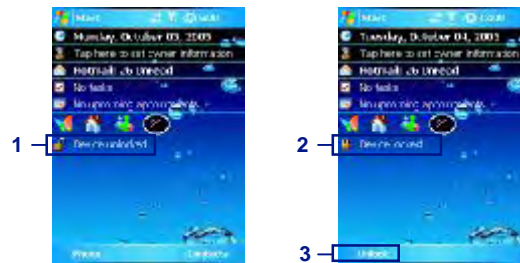 Start
Monday, October 03, 2005
Tap here to set owner information
Hotmail: 26 Unread
No tasks
No upcoming appointments
1
Device unlocked
Phone
Contacts
Start
Tuesday, October 04, 2005
Tap here to set owner information
Hotmail: 26 Unread
No tasks
No upcoming appointments
2
Device locked
3
Unlock